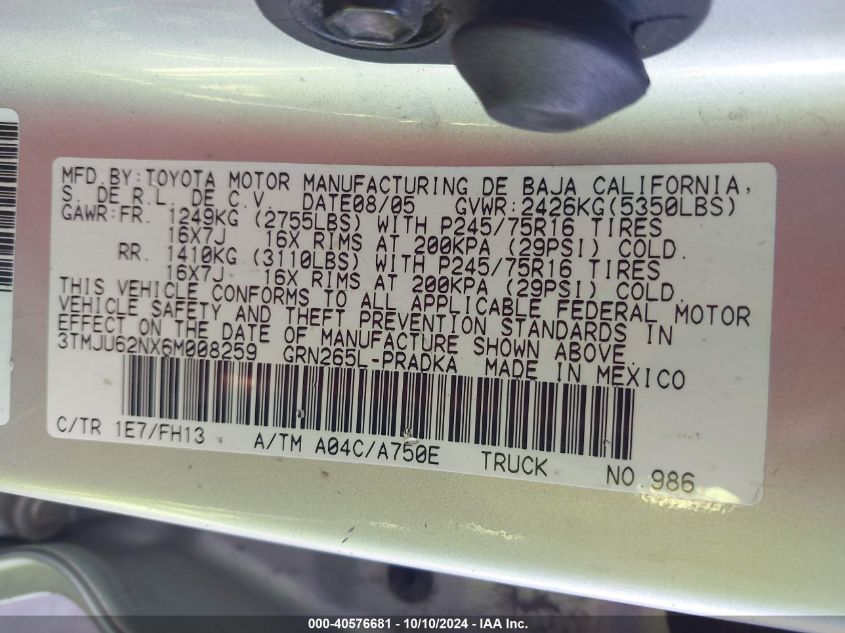 MFD.BY:TOYOTA MOTOR MANUFACTURING DE BAJA CALIFORNIA,
S. DE R.L. DE C.V. DATE08/05 GVWR:2426KG(5350LBS)
GAWR:FR. 1249KG (2755LBS) WITH P245/75R16 TIRES
16X7J 16X RIMS AT 200KPA (29PSI) COLD.
RR. 1410KG (3110LBS) WITH P245/75R16 TIRES
16X7J 16X RIMS AT 200KPA (29PSI) COLD.
THIS VEHICLE CONFORMS TO ALL APPLICABLE FEDERAL MOTOR
VEHICLE SAFETY AND THEFT PREVENTION STANDARDS IN
EFFECT ON THE DATE OF MANUFACTURE SHOWN ABOVE.
3TMJU62NX6M008259 GRN265L-PRADKA MADE IN MEXICO
C/TR 1E7/FH13 A/TM A04C/A750E TRUCK NO.986
000-40576681 - 10/10/2024 - IAA Inc.